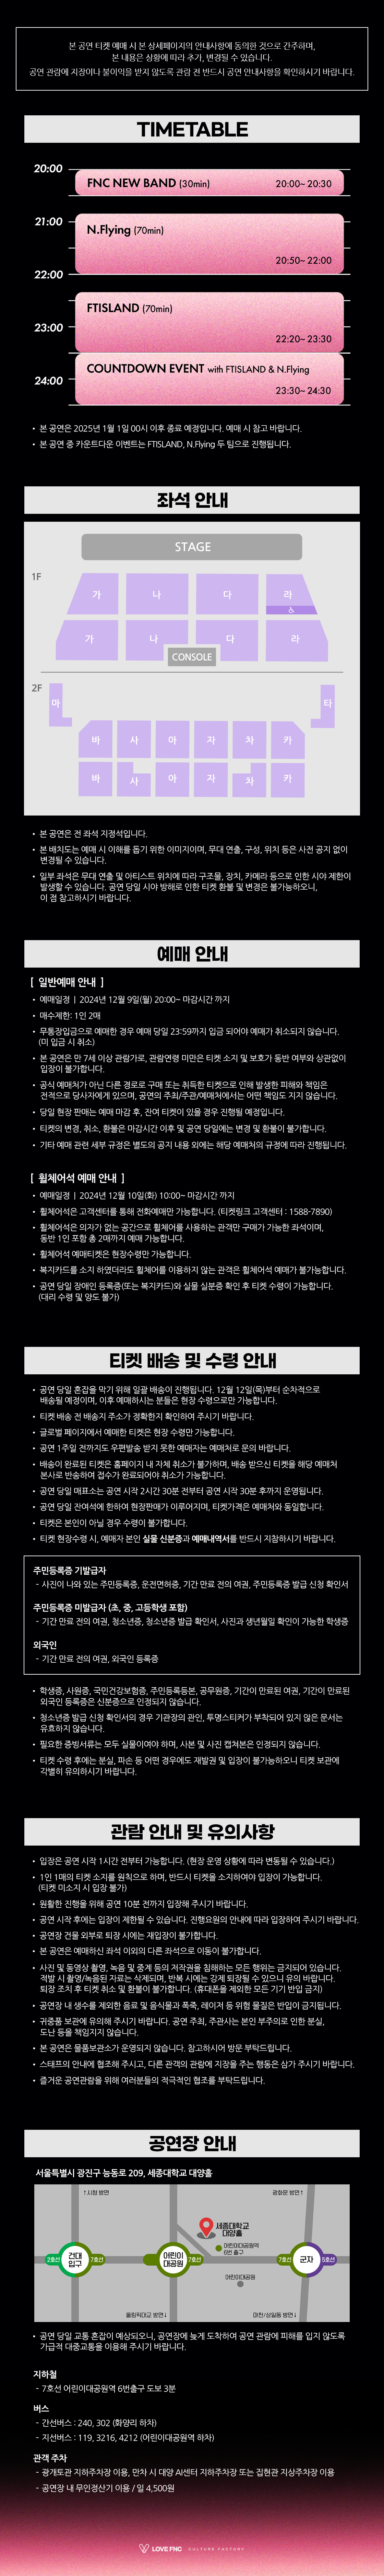 본 공연 티켓 예매 시 본 상세페이지의 안내사항에 동의한 것으로 간주하며,
본 내용은 상황에 따라 추가, 변경될 수 있습니다.
공연 관람에 지장이나 불이익을 받지 않도록 관람 전 반드시 공연 안내사항을 확인하시기 바랍니다.
TIMETABLE
20:00
FNC NEW BAND (30min)
20:00~ 20:30
21:00
N.Flying (70min)
20:50~ 22:00
22:00
FTISLAND (70min)
23:00
22:20~ 23:30
COUNTDOWN EVENT with FTISLAND & N.Flying
24:00
23:30~ 24:30
• 본 공연은 2025년 1월 1일 00시 이후 종료 예정입니다. 예매 시 참고 바랍니다.
• 본 공연 중 카운트다운 이벤트는 FTISLAND, N.Flying 두 팀으로 진행됩니다.
좌석 안내
STAGE
1F
가 나 다 라
가 나 다 라
CONSOLE
2F
마 타
바 사 아 자 차 카
바 사 아 자 차 카
• 본 공연은 전 좌석 지정석입니다.
• 본 배치도는 예매 시 이해를 돕기 위한 이미지이며, 무대 연출, 구성, 위치 등은 사전 공지 없이
변경될 수 있습니다.
• 일부 좌석은 무대 연출 및 아티스트 위치에 따라 구조물, 장치, 카메라 등으로 인한 시야 제한이
발생할 수 있습니다. 공연 당일 시야 방해로 인한 티켓 환불 및 변경은 불가능하오니,
이 점 참고하시기 바랍니다.
예매 안내
[ 일반예매 안내 ]
• 예매일정 | 2024년 12월 9일(월) 20:00~ 마감시간 까지
• 매수제한: 1인 2매
• 무통장입금으로 예매한 경우 예매 당일 23:59까지 입금 되어야 예매가 취소되지 않습니다.
(미 입금 시 취소)
• 본 공연은 만 7세 이상 관람가로, 관람연령 미만은 티켓 소지 및 보호가 동반 여부와 상관없이
입장이 불가합니다.
• 공식 예매처가 아닌 다른 경로로 구매 또는 취득한 티켓으로 인해 발생한 피해와 책임은
전적으로 당사자에게 있으며, 공연의 주최/주관/예매처에서는 어떤 책임도 지지 않습니다.
• 당일 현장 판매는 예매 마감 후, 잔여 티켓이 있을 경우 진행될 예정입니다.
• 티켓의 변경, 취소, 환불은 마감시간 이후 및 공연 당일에는 변경 및 환불이 불가합니다.
• 기타 예매 관련 세부 규정은 별도의 공지 내용 외에는 해당 예매처의 규정에 따라 진행됩니다.
[ 휠체어석 예매 안내 ]
• 예매일정 | 2024년 12월 10일(화) 10:00~ 마감시간 까지
• 휠체어석은 고객센터를 통해 전화예매만 가능합니다. (티켓링크 고객센터 : 1588-7890)
• 휠체어석은 의자가 없는 공간으로 휠체어를 사용하는 관객만 구매가 가능한 좌석이며,
동반 1인 포함 총 2매까지 예매 가능합니다.
• 휠체어석 예매티켓은 현장수령만 가능합니다.
• 복지카드를 소지 하였더라도 휠체어를 이용하지 않는 관객은 휠체어석 예매가 불가능합니다.
• 공연 당일 장애인 등록증(또는 복지카드)와 실물 실분증 확인 후 티켓 수령이 가능합니다.
(대리 수령 및 양도 불가)
티켓 배송 및 수령 안내
• 공연 당일 혼잡을 막기 위해 일괄 배송이 진행됩니다. 12월 12일(목)부터 순차적으로
배송될 예정이며, 이후 예매하시는 분들은 현장 수령으로만 가능합니다.
• 티켓 배송 전 배송지 주소가 정확한지 확인하여 주시기 바랍니다.
• 글로벌 페이지에서 예매한 티켓은 현장 수령만 가능합니다.
• 공연 1주일 전까지도 우편발송 받지 못한 예매자는 예매처로 문의 바랍니다.
• 배송이 완료된 티켓은 홈페이지 내 자체 취소가 불가하며, 배송 받으신 티켓을 해당 예매처
본사로 반송하여 접수가 완료되어야 취소가 가능합니다.
• 공연 당일 매표소는 공연 시작 2시간 30분 전부터 공연 시작 30분 후까지 운영됩니다.
• 공연 당일 잔여석에 한하여 현장판매가 이루어지며, 티켓가격은 예매처와 동일합니다.
• 티켓은 본인이 아닐 경우 수령이 불가합니다.
• 티켓 현장수령 시, 예매자 본인 실물 신분증과 예매내역서를 반드시 지참하시기 바랍니다.
주민등록증 기발급자
- 사진이 나와 있는 주민등록증, 운전면허증, 기간 만료 전의 여권, 주민등록증 발급 신청 확인서
주민등록증 미발급자 (초, 중, 고등학생 포함)
- 기간 만료 전의 여권, 청소년증, 청소년증 발급 확인서, 사진과 생년월일 확인이 가능한 학생증
외국인
- 기간 만료 전의 여권, 외국인 등록증
• 학생증, 사원증, 국민건강보험증, 주민등록등본, 공무원증, 기간이 만료된 여권, 기간이 만료된
외국인 등록증은 신분증으로 인정되지 않습니다.
• 청소년증 발급 신청 확인서의 경우 기관장의 관인, 투명스티커가 부착되어 있지 않은 문서는
유효하지 않습니다.
• 필요한 증빙서류는 모두 실물이여야 하며, 사본 및 사진 캡쳐본은 인정되지 않습니다.
• 티켓 수령 후에는 분실, 파손 등 어떤 경우에도 재발권 및 입장이 불가능하오니 티켓 보관에
각별히 유의하시기 바랍니다.
관람 안내 및 유의사항
• 입장은 공연 시작 1시간 전부터 가능합니다. (현장 운영 상황에 따라 변동될 수 있습니다.)
• 1인 1매의 티켓 소지를 원칙으로 하며, 반드시 티켓을 소지하여야 입장이 가능합니다.
(티켓 미소지 시 입장 불가)
• 원활한 진행을 위해 공연 10분 전까지 입장해 주시기 바랍니다.
• 공연 시작 후에는 입장이 제한될 수 있습니다. 진행요원의 안내에 따라 입장하여 주시기 바랍니다.
• 공연장 건물 외부로 퇴장 시에는 재입장이 불가합니다.
• 본 공연은 예매하신 좌석 이외의 다른 좌석으로 이동이 불가합니다.
• 사진 및 동영상 촬영, 녹음 및 중계 등의 저작권을 침해하는 모든 행위는 금지되어 있습니다.
적발 시 촬영/녹음된 자료는 삭제되며, 반복 시에는 강제 퇴장될 수 있으니 유의 바랍니다.
퇴장 조치 후 티켓 취소 및 환불이 불가합니다. (휴대폰을 제외한 모든 기기 반입 금지)
• 공연장 내 생수를 제외한 음료 및 음식물과 폭죽, 레이저 등 위험 물질은 반입이 금지됩니다.
• 귀중품 보관에 유의해 주시기 바랍니다. 공연 주최, 주관사는 본인 부주의로 인한 분실,
도난 등을 책임지지 않습니다.
• 본 공연은 물품보관소가 운영되지 않습니다. 참고하시어 방문 부탁드립니다.
• 스태프의 안내에 협조해 주시고, 다른 관객의 관람에 지장을 주는 행동은 삼가 주시기 바랍니다.
• 즐거운 공연관람을 위해 여러분들의 적극적인 협조를 부탁드립니다.
공연장 안내
서울특별시 광진구 능동로 209, 세종대학교 대양홀
↑시청 방면
광화문 방면↑
세종대학교
대양홀
어린이대공원역
6번 출구
2호선 건대입구 7호선
어린이대공원 7호선
7호선 군자 5호선
어린이대공원
올림픽대교 방면↓
마천/상일동 방면↓
• 공연 당일 교통 혼잡이 예상되오니, 공연장에 늦게 도착하여 공연 관람에 피해를 입지 않도록
가급적 대중교통을 이용해 주시기 바랍니다.
지하철
- 7호선 어린이대공원역 6번출구 도보 3분
버스
- 간선버스 : 240, 302 (화양리 하차)
- 지선버스 : 119, 3216, 4212 (어린이대공원역 하차)
관객 주차
- 광개토관 지하주차장 이용, 만차 시 대양 AI센터 지하주차장 또는 집현관 지상주차장 이용
- 공연장 내 무인정산기 이용 / 일 4,500원
LOVE FNC CULTURE FACTORY